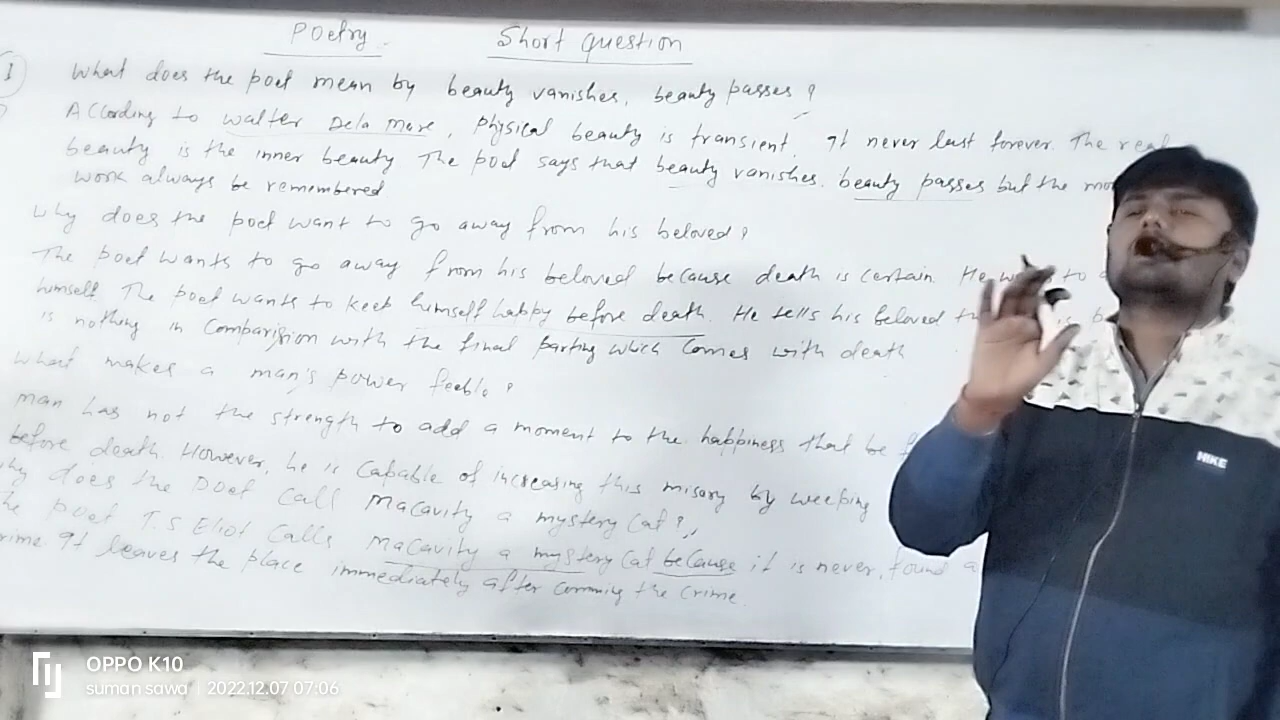 Poetry. Short question
1
What does the poet mean by beauty vanishes, beauty passes?
According to Walter Dela Mare, Physical beauty is transient. It never last forever. The real
beauty is the inner beauty The poet says that beauty vanishes. beauty passes but the
work always be remembered
Why does the poet want to go away from his beloved?
The poet wants to go away from his beloved because death is certain. He to
himself. The poet wants to keep himself happy before death. He tells his beloved
is nothing in Comparision with the final parting which comes with death
What makes a man's power feeble?
man has not the strength to add a moment to the happiness that be
before death. However, he is Capable of increasing this misary by weeping
why does the Poet Call Macavity a mystery Cat?
The poet T.S Eliot Calls Macavity a mystery Cat because it is never, found a
crime. It leaves the place immediately after comming the crime.
NIKE
OPPO K10
suman sawa | 2022.12.07 07:06